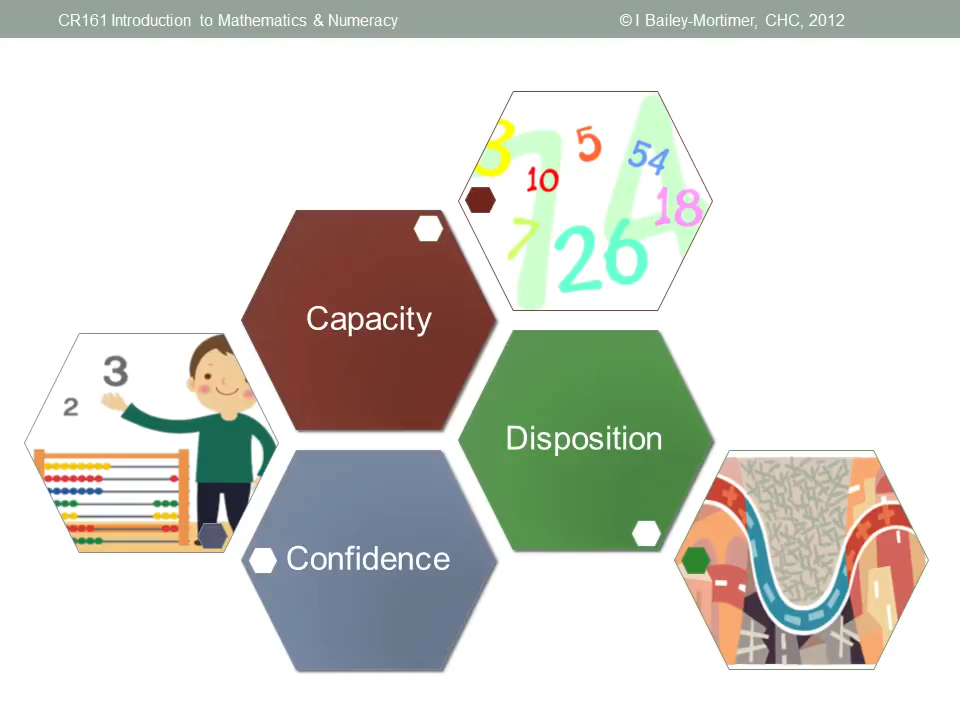 CR161 Introduction to Mathematics & Numeracy
© I Bailey-Mortimer, CHC, 2012
3
5
54
10
18
7
26
Capacity
3
2
Disposition
Confidence